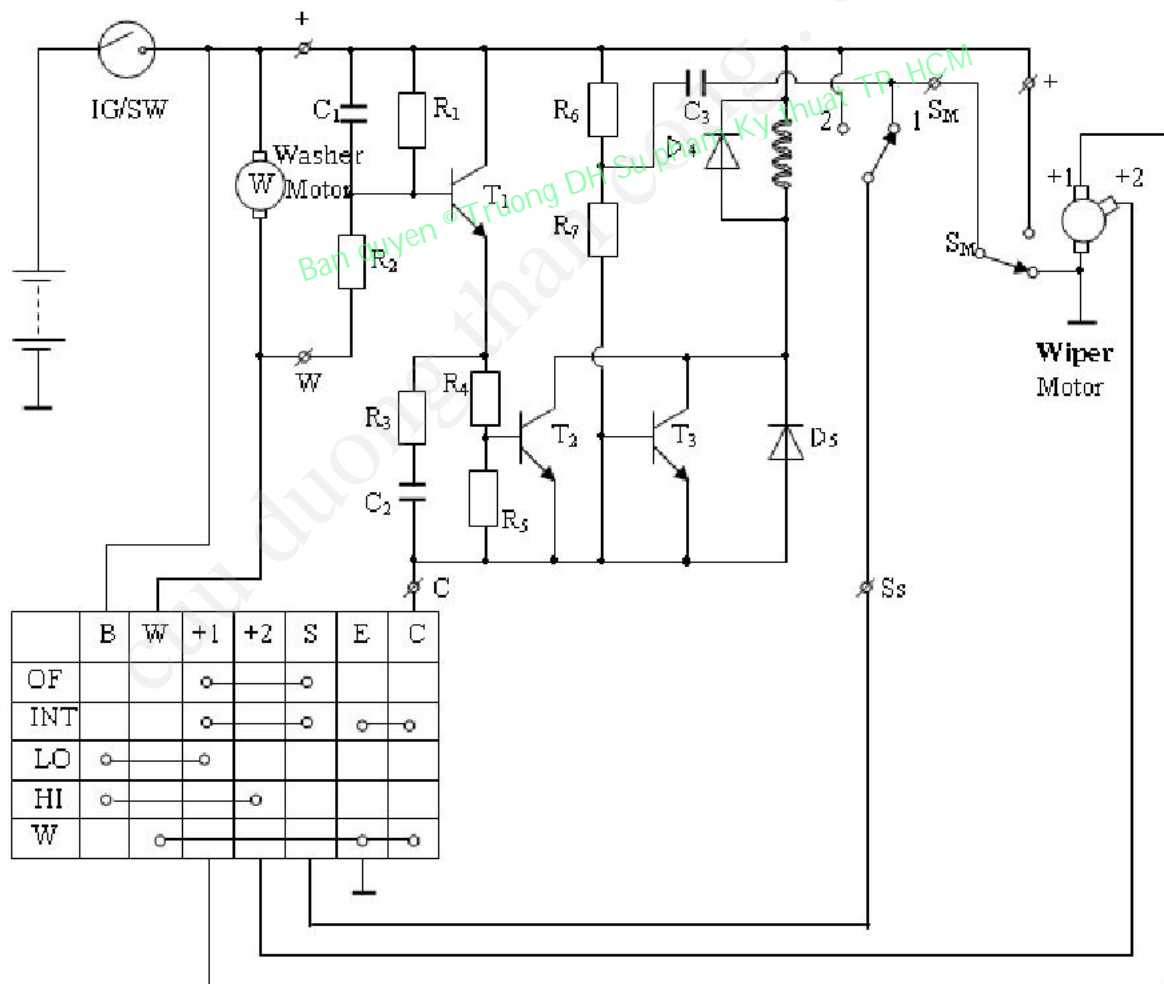 +
IG/SW
C1
R1
R6
C3
2
1
SM
+
Washer
Motor
W
T1
D4
+1
+2
R2
R7
SM
Ban quyen © Truong DH Su pham Ky thuat TP. HCM
W
Wiper
Motor
R3
R4
T2
T3
D5
C2
R5
C
Ss
B W +1 +2 S E C
OF
INT
LO
HI
W
cuu duong than cong .